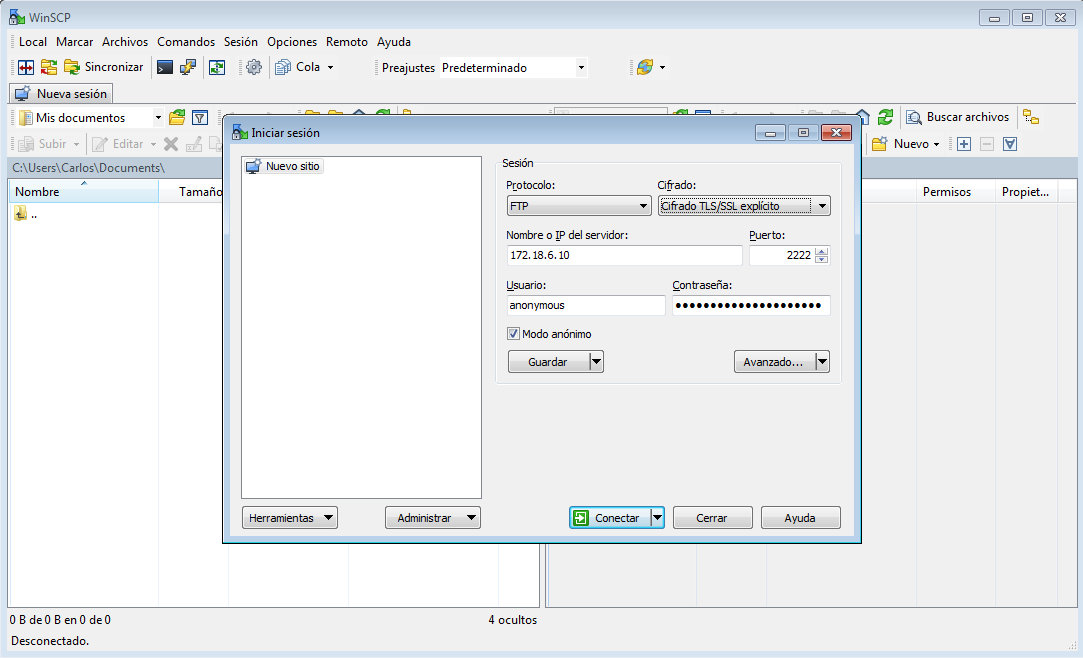 WinSCP
Local Marcar Archivos Comandos Sesión Opciones Remoto Ayuda
Sincronizar Cola Preajustes Predeterminado
Nueva sesión
Mis documentos Buscar archivos
Subir Editar Nuevo
C:\Users\Carlos\Documents\
Nombre Tamaño Permisos Propiet...
..
Iniciar sesión
Nuevo sitio
Sesión
Protocolo: Cifrado:
FTP Cifrado TLS/SSL explícito
Nombre o IP del servidor: Puerto:
172.18.6.10 2222
Usuario: Contraseña:
anonymous ●●●●●●●●●●●●●●●●●●●●●
Modo anónimo
Guardar Avanzado...
Herramientas Administrar Conectar Cerrar Ayuda
0 B de 0 B en 0 de 0 4 ocultos
Desconectado.